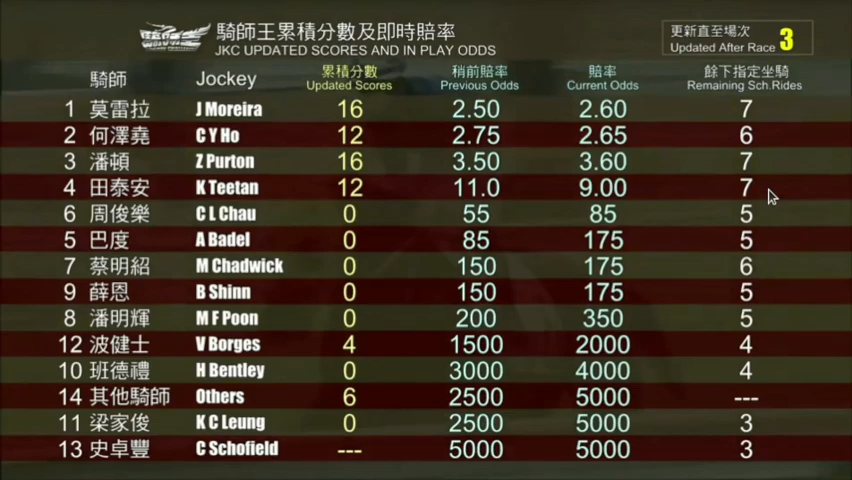 騎師王累積分數及即時賠率
JKC UPDATED SCORES AND IN PLAY ODDS
更新直至場次 3
Updated After Race
騎師 Jockey 累積分數 Updated Scores 稍前賠率 Previous Odds 賠率 Current Odds 餘下指定坐騎 Remaining Sch.Rides
1 莫雷拉 J Moreira 16 2.50 2.60 7
2 何澤堯 C Y Ho 12 2.75 2.65 6
3 潘頓 Z Purton 16 3.50 3.60 7
4 田泰安 K Teetan 12 11.0 9.00 7
6 周俊樂 C L Chau 0 55 85 5
5 巴度 A Badel 0 85 175 5
7 蔡明紹 M Chadwick 0 150 175 6
9 薛恩 B Shinn 0 150 175 5
8 潘明輝 M F Poon 0 200 350 5
12 波健士 V Borges 4 1500 2000 4
10 班德禮 H Bentley 0 3000 4000 4
14 其他騎師 Others 6 2500 5000 ---
11 梁家俊 K C Leung 0 2500 5000 3
13 史卓豐 C Schofield --- 5000 5000 3